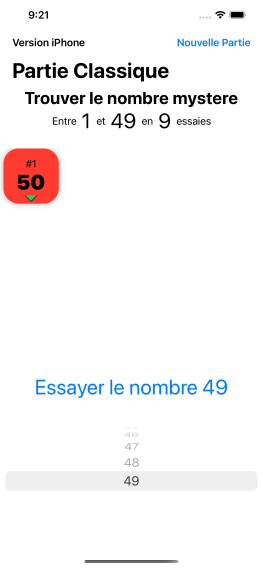 9:21
Version iPhone
Nouvelle Partie
Partie Classique
Trouver le nombre mystere
Entre 1 et 49 en 9 essaies
#1
50
Essayer le nombre 49
46
47
48
49